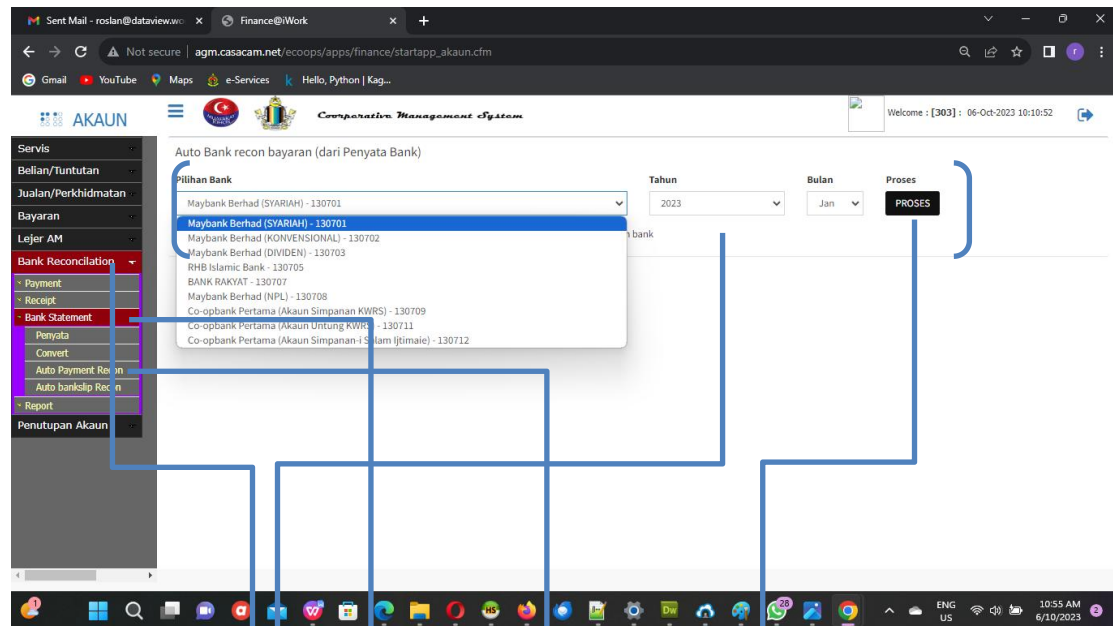 Sent Mail - roslan@dataview.wo
Finance@iWork
Not secure | agm.casacam.net/ecoops/apps/finance/startapp_akaun.cfm
Gmail YouTube Maps e-Services Hello, Python | Kag...
AKAUN
Coorparative Management System
Welcome : [303] : 06-Oct-2023 10:10:52
Servis
Belian/Tuntutan
Jualan/Perkhidmatan
Bayaran
Lejer AM
Bank Reconcilation
Payment
Receipt
Bank Statement
Penyata
Convert
Auto Payment Recon
Auto bankslip Recon
Report
Penutupan Akaun
Auto Bank recon bayaran (dari Penyata Bank)
Pilihan Bank Tahun Bulan Proses
Maybank Berhad (SYARIAH) - 130701 2023 Jan PROSES
bank
Maybank Berhad (SYARIAH) - 130701
Maybank Berhad (KONVENSIONAL) - 130702
Maybank Berhad (DIVIDEN) - 130703
RHB Islamic Bank - 130705
BANK RAKYAT - 130707
Maybank Berhad (NPL) - 130708
Co-opbank Pertama (Akaun Simpanan KWRS) - 130709
Co-opbank Pertama (Akaun Untung KWRS) - 130711
Co-opbank Pertama (Akaun Simpanan-i Sslam Ijtimaie) - 130712
ENG
US
10:55 AM
6/10/2023
28
2